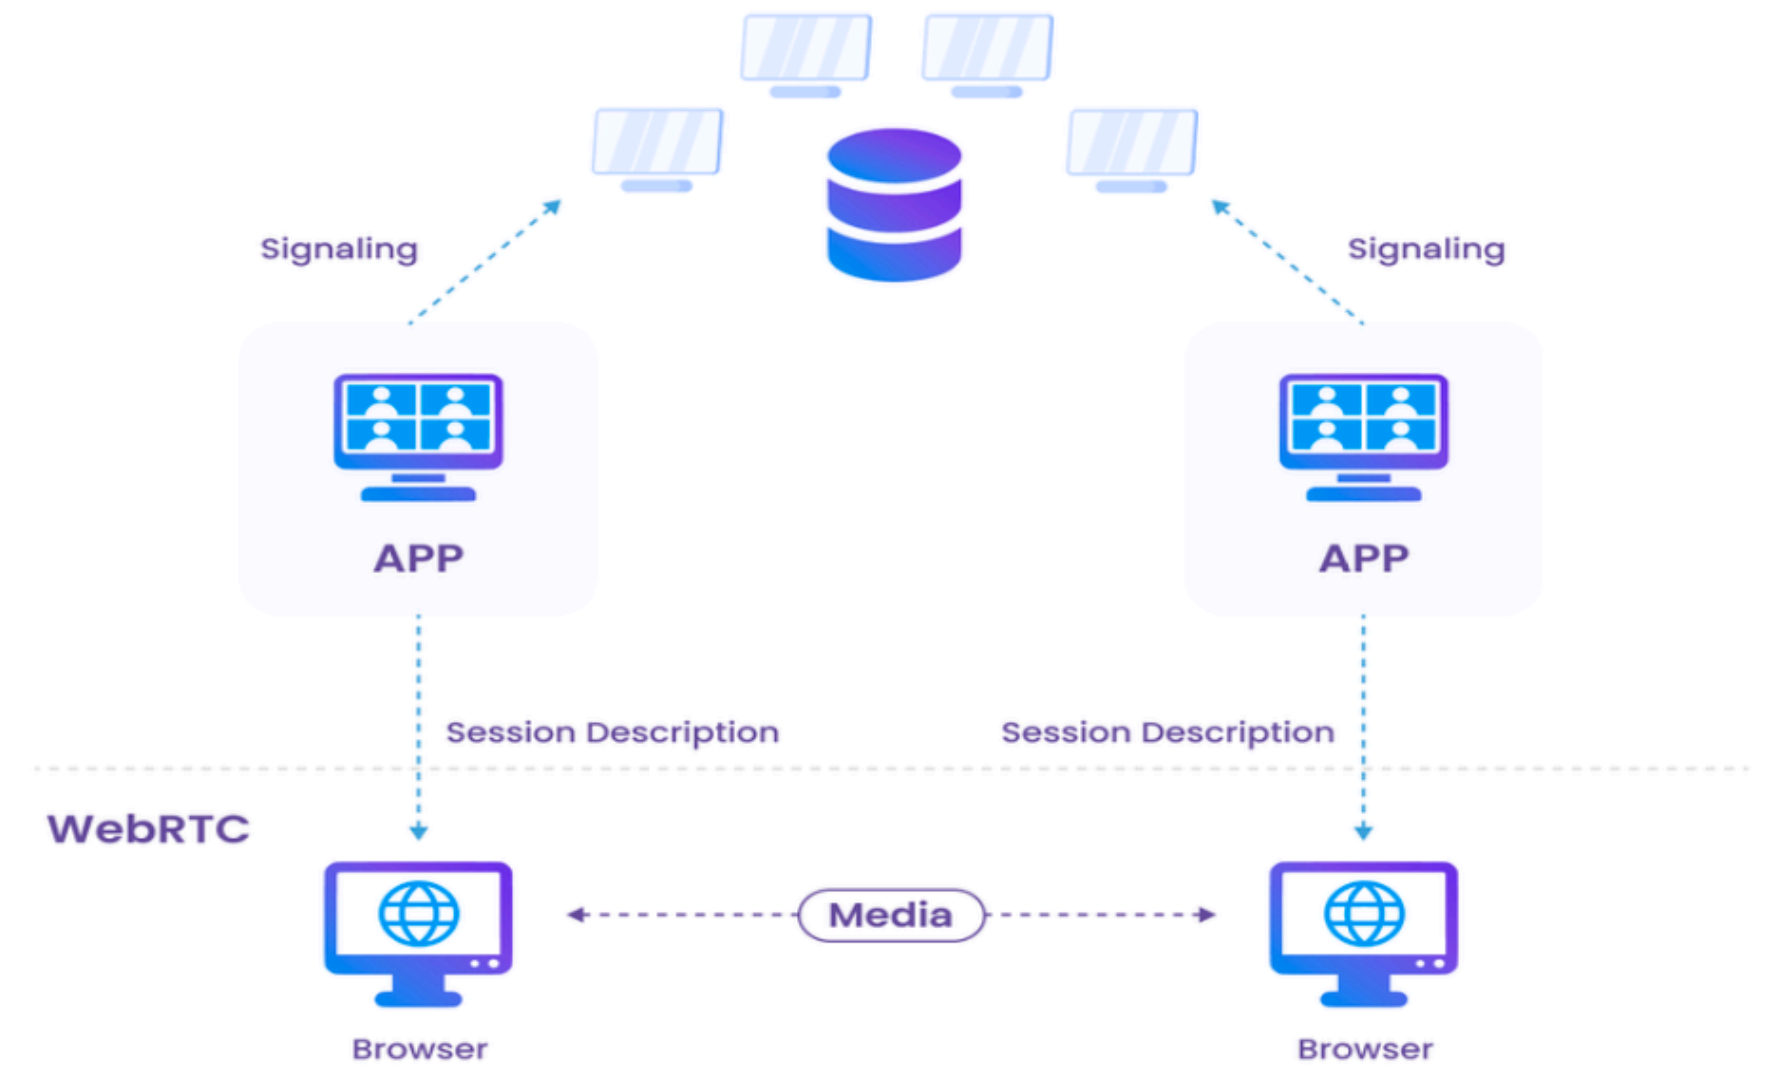 Signaling
Signaling
APP
APP
Session Description
Session Description
WebRTC
Media
Browser
Browser